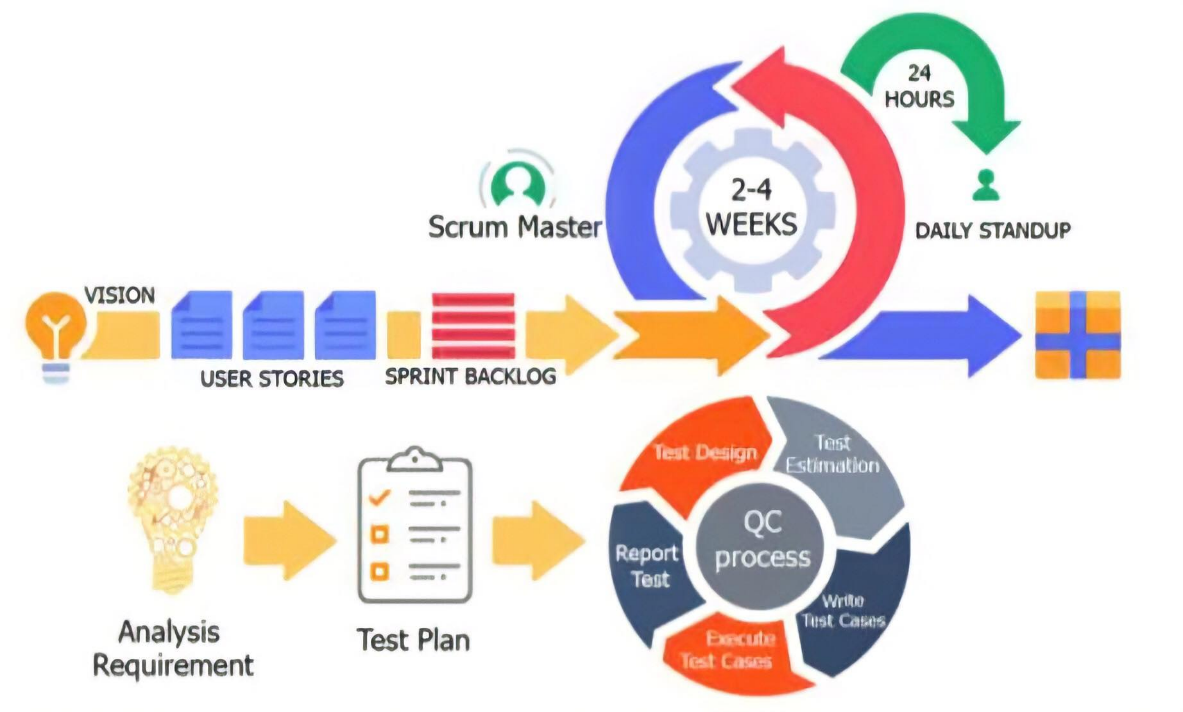 24
HOURS
2-4
WEEKS
Scrum Master
DAILY STANDUP
VISION
USER STORIES
SPRINT BACKLOG
Test Design
Test
Estimation
QC
process
Report
Test
Write
Test Cases
Execute
Test Cases
Analysis
Requirement
Test Plan